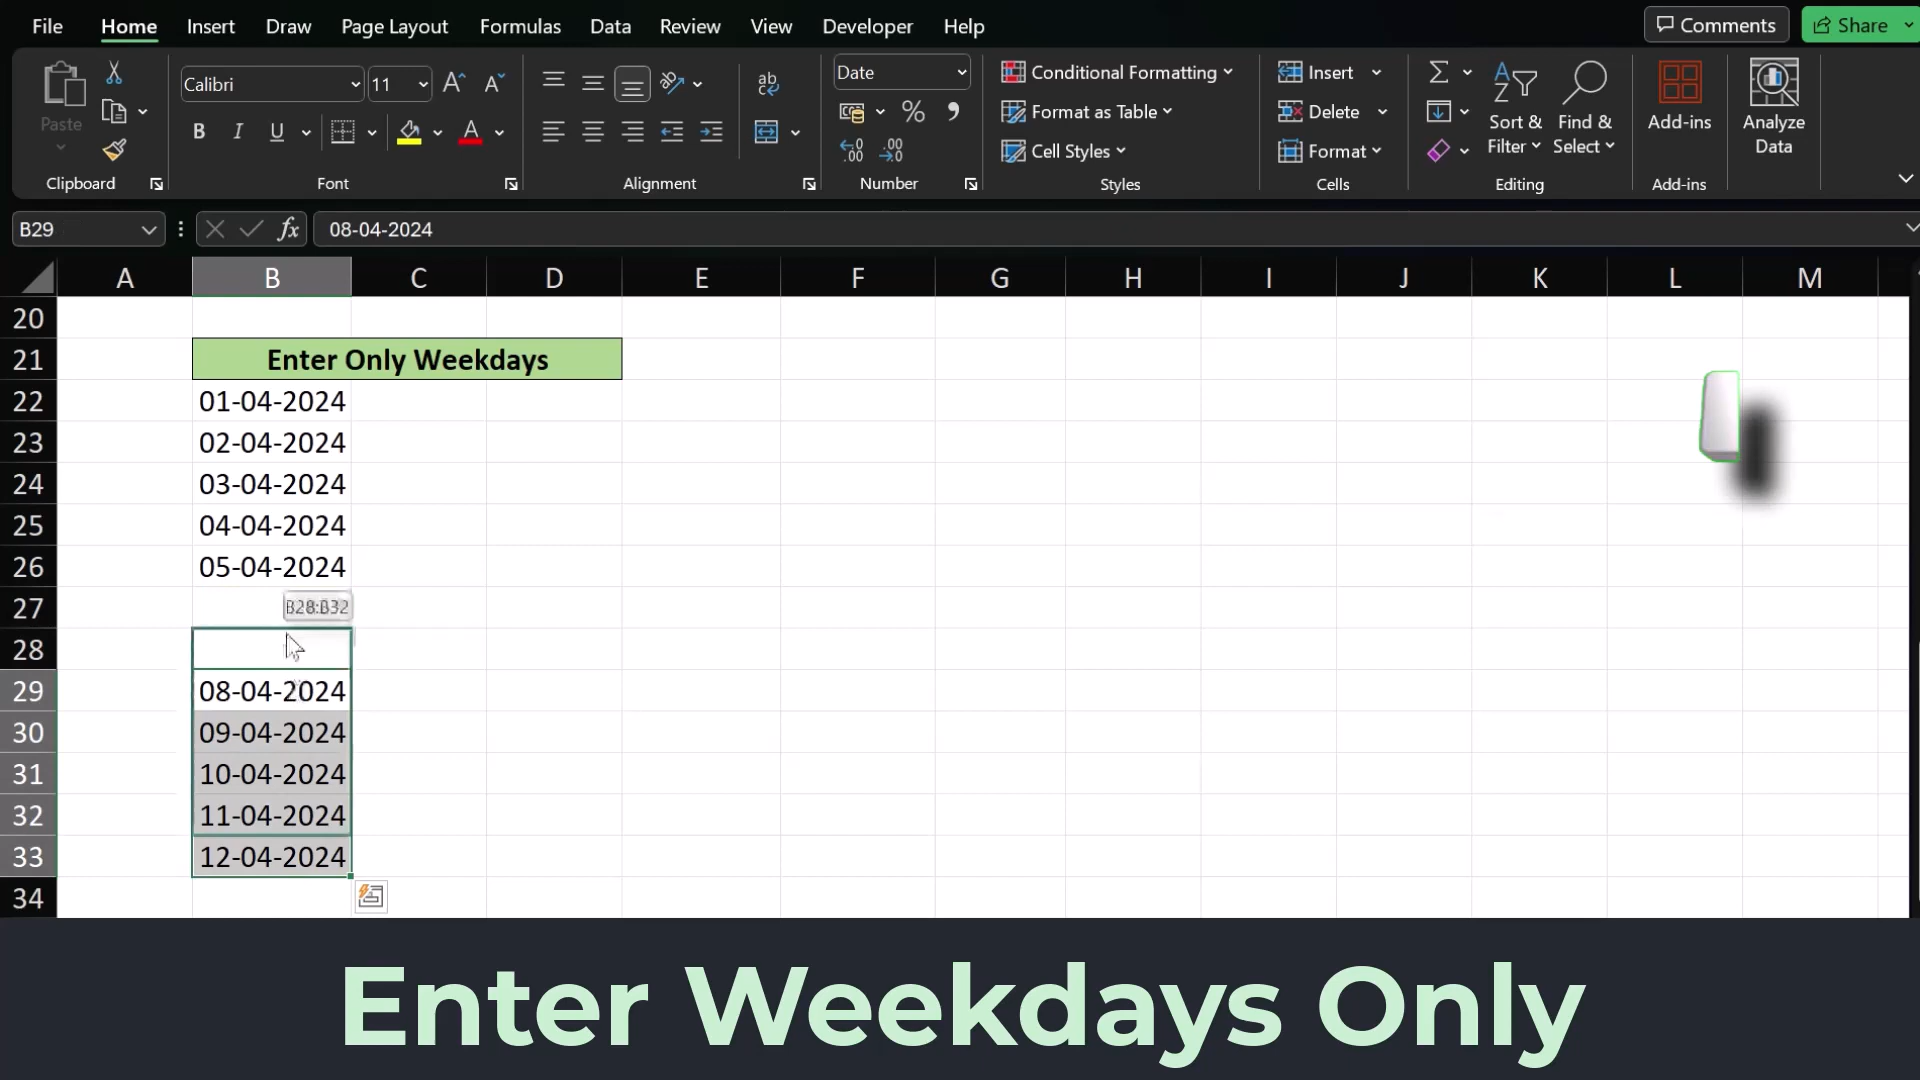 File Home Insert Draw Page Layout Formulas Data Review View Developer Help Comments Share
Calibri 11 Date Conditional Formatting Insert
Paste Format as Table Delete Sort & Filter Find & Select Add-ins Analyze Data
B I U A Cell Styles Format
Clipboard Font Alignment Number Styles Cells Editing Add-ins
B29 fx 08-04-2024
A B C D E F G H I J K L M
20
21 Enter Only Weekdays
22 01-04-2024
23 02-04-2024
24 03-04-2024
25 04-04-2024
26 05-04-2024
27 B28:B32
28
29 08-04-2024
30 09-04-2024
31 10-04-2024
32 11-04-2024
33 12-04-2024
34
Enter Weekdays Only